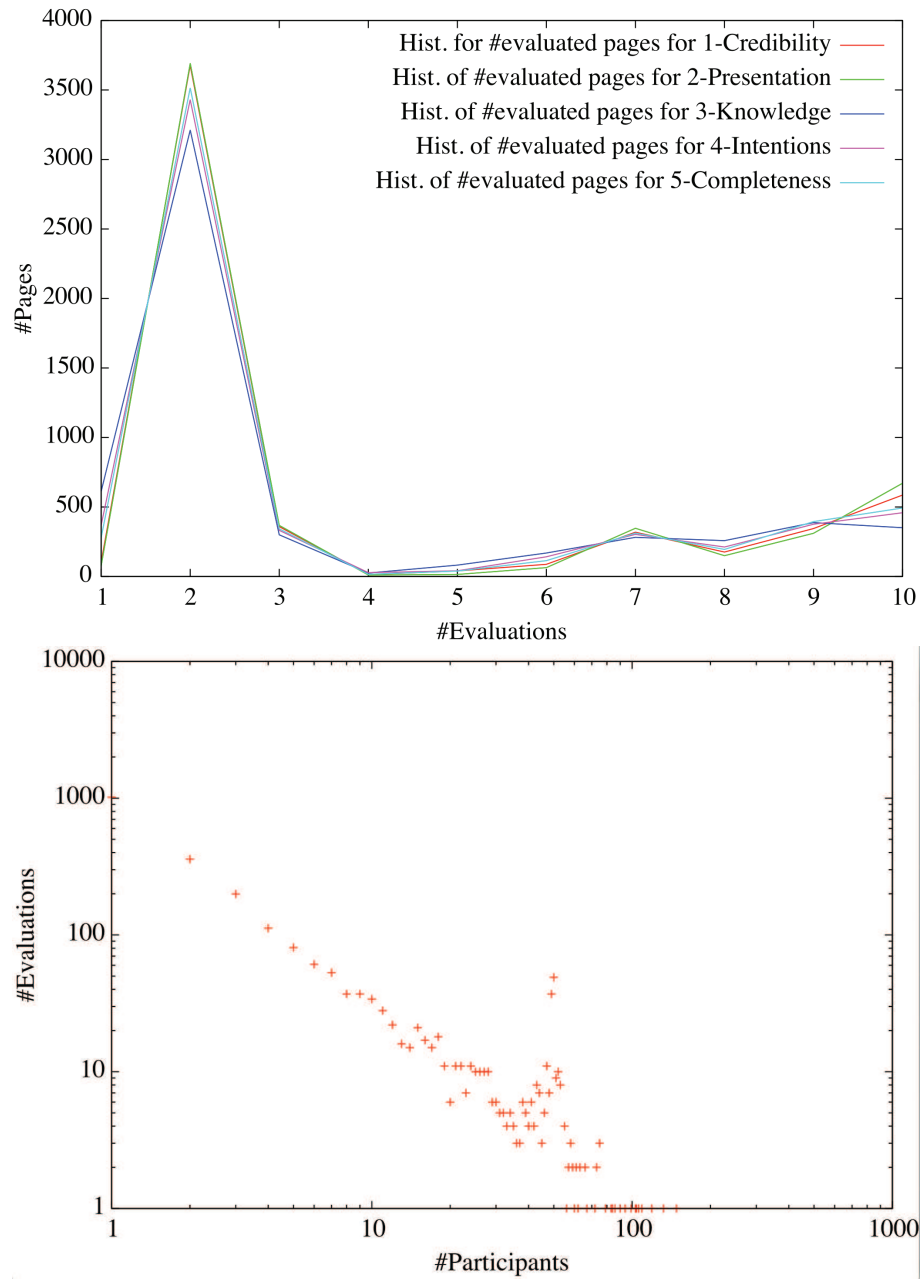 4000
3500
3000
2500
2000
1500
1000
500
0
#Pages
Hist. for #evaluated pages for 1-Credibility
Hist. of #evaluated pages for 2-Presentation
Hist. of #evaluated pages for 3-Knowledge
Hist. of #evaluated pages for 4-Intentions
Hist. of #evaluated pages for 5-Completeness
1 2 3 4 5 6 7 8 9 10
#Evaluations
10000
1000
100
10
1
#Evaluations
1 10 100 1000
#Participants